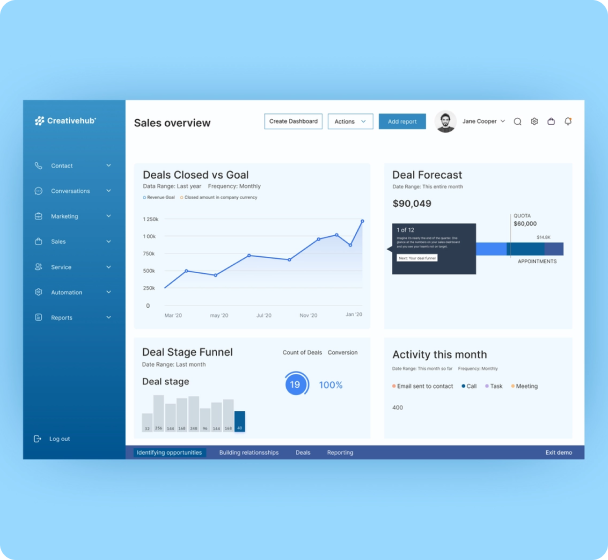 Creativehub
Sales overview
Create Dashboard
Actions
Add report
Jane Cooper
Contact
Conversations
Marketing
Sales
Service
Automation
Reports
Log out
Deals Closed vs Goal
Data Range: Last year Frequency: Monthly
Revenue Goal Closed amount in company currency
1 250k
1 00k
750k
500k
250k
0
Mar '20 may '20 Jul '20 Nov '20 Jan '20
Deal Forecast
Date Range: This entire month
$90,049
QUOTA
$60,000
$14.8K
APPOINTMENTS
1 of 12
Next: Your deal funnel
Deal Stage Funnel
Date Range: Last month
Count of Deals Conversion
Deal stage
19
100%
Activity this month
Date Range: This month so far Frequency: Monthly
Email sent to contact Call Task Meeting
400
Identifying opportunities Building relationships Deals Reporting Exit demo